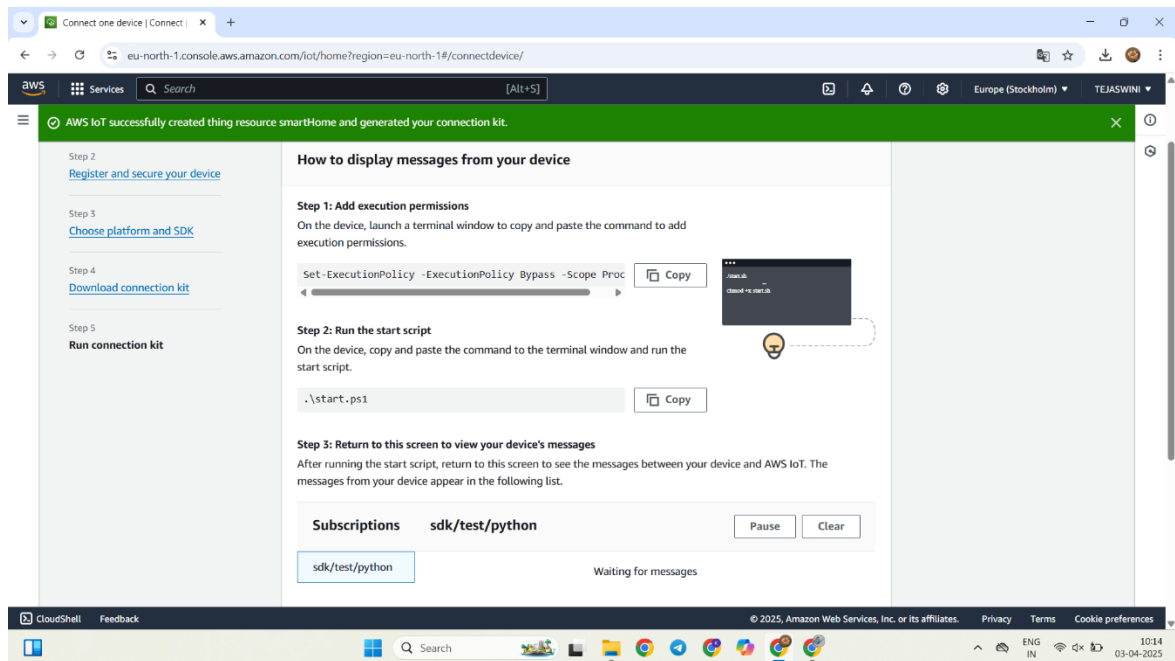 Connect one device | Connect |
eu-north-1.console.aws.amazon.com/iot/home?region=eu-north-1#/connectdevice/
aws
Services
Search
[Alt+S]
Europe (Stockholm)
TEJASWINI
AWS IoT successfully created thing resource smartHome and generated your connection kit.
Step 2
Register and secure your device
Step 3
Choose platform and SDK
Step 4
Download connection kit
Step 5
Run connection kit
How to display messages from your device
Step 1: Add execution permissions
On the device, launch a terminal window to copy and paste the command to add
execution permissions.
Set-ExecutionPolicy -ExecutionPolicy Bypass -Scope Proc
Copy
./start.sh
chmod +x start.sh
Step 2: Run the start script
On the device, copy and paste the command to the terminal window and run the
start script.
.\start.ps1
Copy
Step 3: Return to this screen to view your device's messages
After running the start script, return to this screen to see the messages between your device and AWS IoT. The
messages from your device appear in the following list.
Subscriptions
sdk/test/python
Pause
Clear
sdk/test/python
Waiting for messages
CloudShell
Feedback
© 2025, Amazon Web Services, Inc. or its affiliates.
Privacy
Terms
Cookie preferences
Search
ENG
IN
10:14
03-04-2025